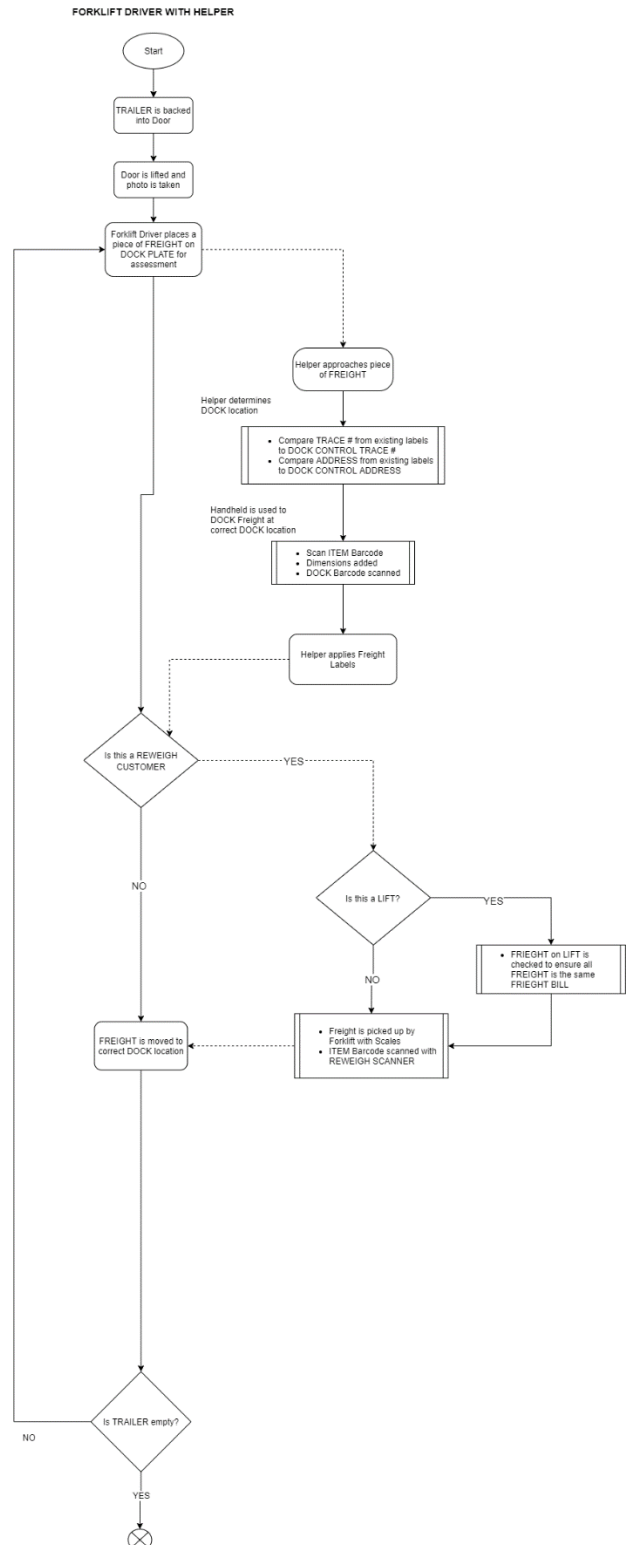 FORKLIFT DRIVER WITH HELPER
Start
TRAILER is backed
into Door
Door is lifted and
photo is taken
Forklift Driver places a
piece of FREIGHT on
DOCK PLATE for
assessment
Helper approaches piece
of FREIGHT
Helper determines
DOCK location
• Compare TRACE # from existing labels
to DOCK CONTROL TRACE #
• Compare ADDRESS from existing labels
to DOCK CONTROL ADDRESS
Handheld is used to
DOCK Freight at
correct DOCK location
• Scan ITEM Barcode
• Dimensions added
• DOCK Barcode scanned
Helper applies Freight
Labels
Is this a REWEIGH
CUSTOMER
YES
NO
Is this a LIFT?
YES
NO
• FRIEGHT on LIFT is
checked to ensure all
FREIGHT is the same
FRIEGHT BILL
• Freight is picked up by
Forklift with Scales
• ITEM Barcode scanned with
REWEIGH SCANNER
FREIGHT is moved to
correct DOCK location
Is TRAILER empty?
NO
YES